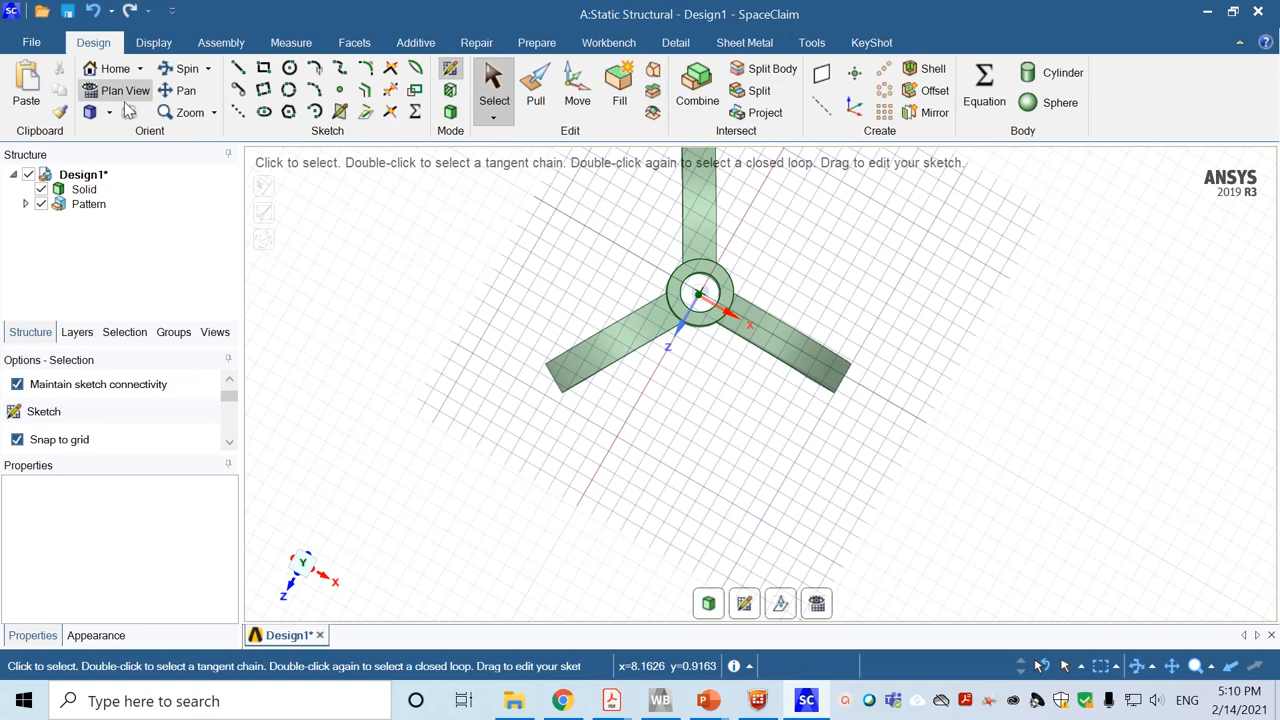 SC
A:Static Structural - Design1 - SpaceClaim
File Design Display Assembly Measure Facets Additive Repair Prepare Workbench Detail Sheet Metal Tools KeyShot
Home Spin Split Body Shell Cylinder
Plan View Pan Split Offset
Paste Select Pull Move Fill Combine Equation Sphere
Zoom Project Mirror
Clipboard Orient Sketch Mode Edit Intersect Create Body
Structure
Click to select. Double-click to select a tangent chain. Double-click again to select a closed loop. Drag to edit your sketch.
Design1*
Solid
Pattern
ANSYS
2019 R3
X
Z
Structure Layers Selection Groups Views
Options - Selection
Maintain sketch connectivity
Sketch
Snap to grid
Properties
Y
X
Z
Properties Appearance
Design1*
Click to select. Double-click to select a tangent chain. Double-click again to select a closed loop. Drag to edit your sket
x=8.1626 y=0.9163
Type here to search
WB
SC
ENG
5:10 PM
2/14/2021